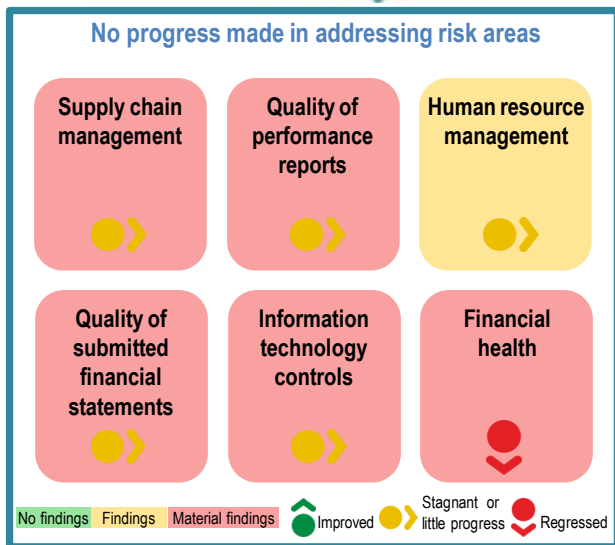 No progress made in addressing risk areas
Supply chain
management
Quality of
performance
reports
Human resource
management
Quality of
submitted
financial
statements
Information
technology
controls
Financial
health
No findings
Findings
Material findings
Improved
Stagnant or
little progress
Regressed